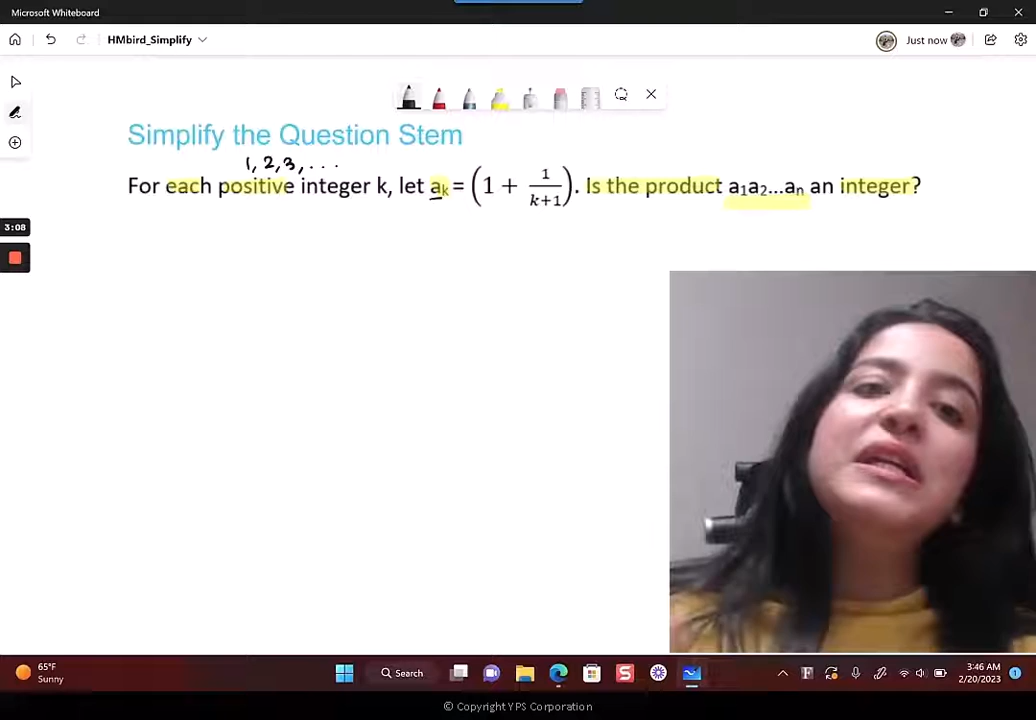 Microsoft Whiteboard
HMbird_Simplify
Just now
Simplify the Question Stem
1, 2, 3, . . .
For each positive integer k, let aₖ = (1 + 1/(k+1)). Is the product a₁a₂...aₙ an integer?
3:08
65°F
Sunny
Search
3:46 AM
2/20/2023
1
© Copyright YPS Corporation